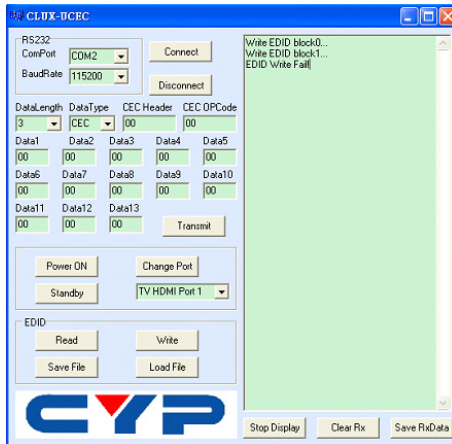 CLUX-UCEC
RS232
ComPort COM2 Connect
BaudRate 115200 Disconnect
DataLength DataType CEC Header CEC OPCode
3 CEC 00 00
Data1 Data2 Data3 Data4 Data5
00 00 00 00 00
Data6 Data7 Data8 Data9 Data10
00 00 00 00 00
Data11 Data12 Data13
00 00 00 Transmit
Power ON Change Port
Standby TV HDMI Port 1
EDID
Read Write
Save File Load File
CYP
Write EDID block0...
Write EDID block1...
EDID Write Fail!
Stop Display Clear Rx Save RxData